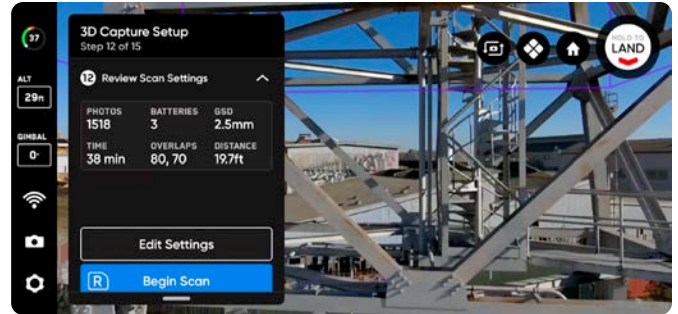 37
ALT
29ft
GIMBAL
0°
3D Capture Setup
Step 12 of 15
12 Review Scan Settings
PHOTOS BATTERIES GSD
1518 3 2.5mm
TIME OVERLAPS DISTANCE
38 min 80, 70 19.7ft
Edit Settings
R Begin Scan
HOLD TO
LAND